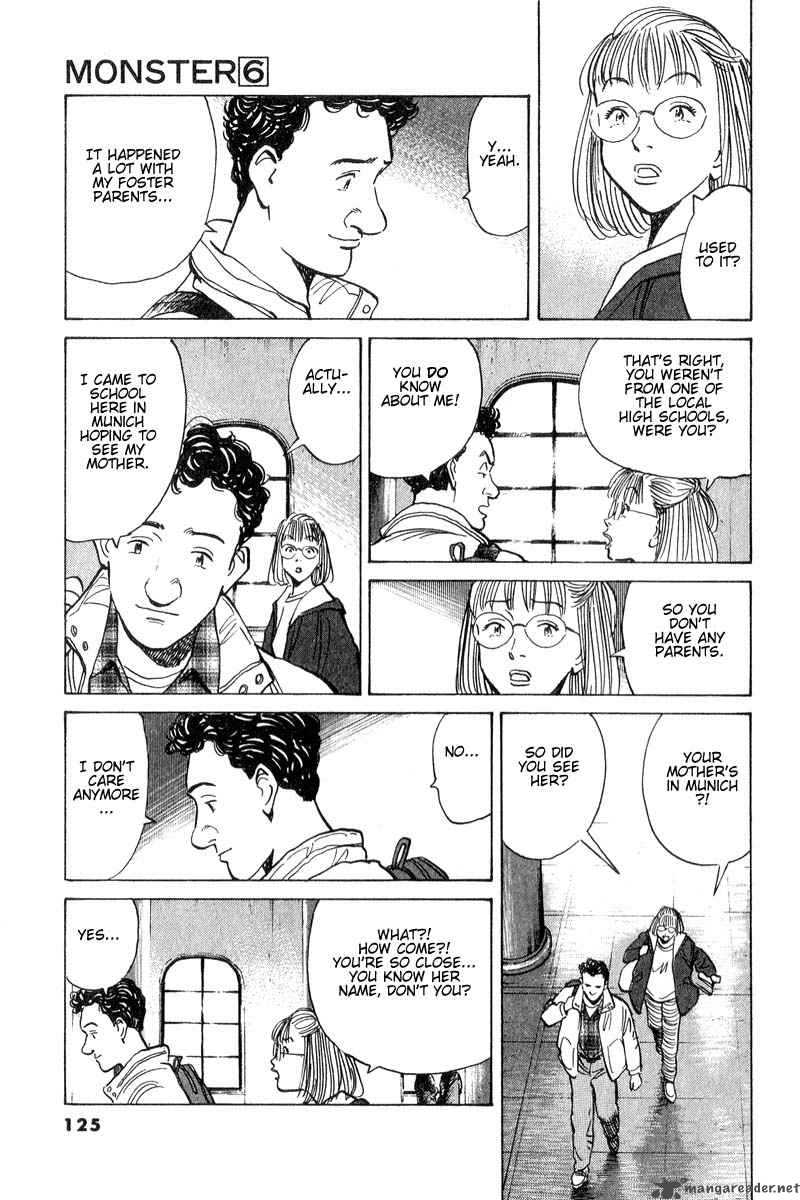 MONSTER 6
USED
TO IT?
Y...
YEAH.
IT HAPPENED
A LOT WITH
MY FOSTER
PARENTS...
THAT'S RIGHT,
YOU WEREN'T
FROM ONE OF
THE LOCAL
HIGH SCHOOLS,
WERE YOU?
YOU DO
KNOW
ABOUT ME!
SO YOU
DON'T
HAVE ANY
PARENTS.
ACTU-
ALLY...
I CAME TO
SCHOOL
HERE IN
MUNICH
HOPING TO
SEE MY
MOTHER.
YOUR
MOTHER'S
IN MUNICH
?!
SO DID
YOU SEE
HER?
NO...
I DON'T
CARE
ANYMORE
...
WHAT?!
HOW COME?!
YOU'RE SO CLOSE...
YOU KNOW HER
NAME, DON'T YOU?
YES...
125
mangareader.net